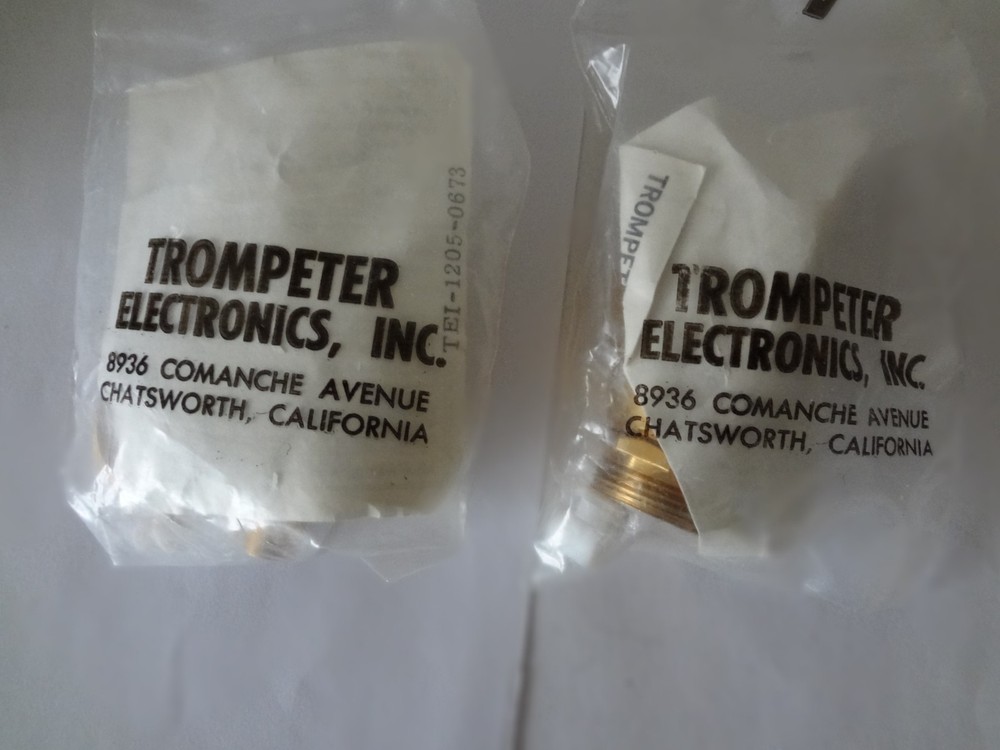 TROMPETER
ELECTRONICS, INC.
8936 COMANCHE AVENUE
CHATSWORTH, CALIFORNIA
TEI-1205-0673
TROMPET
TROMPETER
ELECTRONICS, INC.
8936 COMANCHE AVENUE
CHATSWORTH, CALIFORNIA